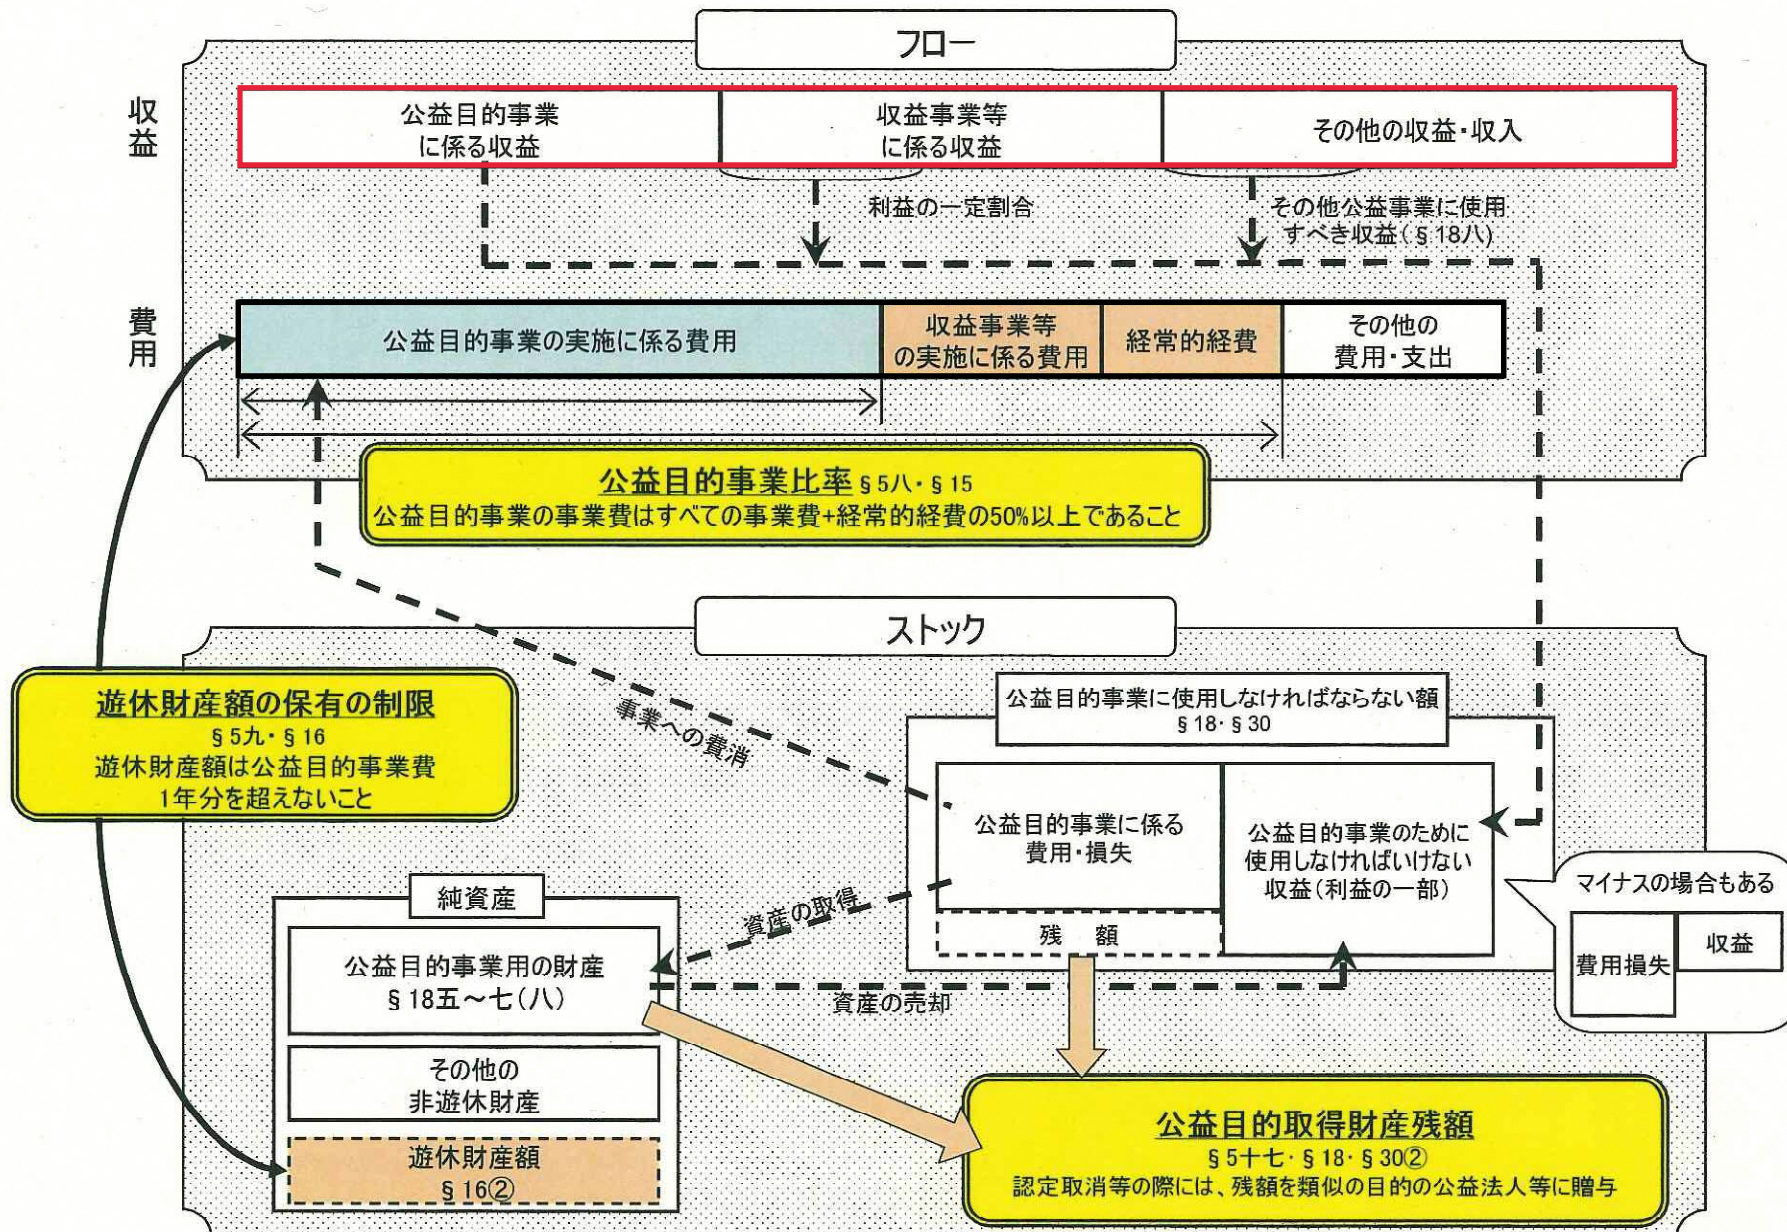 フロー
収益
公益目的事業
に係る収益
収益事業等
に係る収益
その他の収益・収入
利益の一定割合
その他公益事業に使用
すべき収益(§18八)
費用
公益目的事業の実施に係る費用
収益事業等
の実施に係る費用
経常的経費
その他の
費用・支出
公益目的事業比率 §5八・§15
公益目的事業の事業費はすべての事業費+経常的経費の50%以上であること
ストック
遊休財産額の保有の制限
§5九・§16
遊休財産額は公益目的事業費
1年分を超えないこと
事業への費消
公益目的事業に使用しなければならない額
§18・§30
公益目的事業に係る
費用・損失
公益目的事業のために
使用しなければいけない
収益(利益の一部)
残 額
マイナスの場合もある
費用損失
収益
純資産
資産の取得
公益目的事業用の財産
§18五～七(八)
資産の売却
その他の
非遊休財産
遊休財産額
§16②
公益目的取得財産残額
§5十七・§18・§30②
認定取消等の際には、残額を類似の目的の公益法人等に贈与